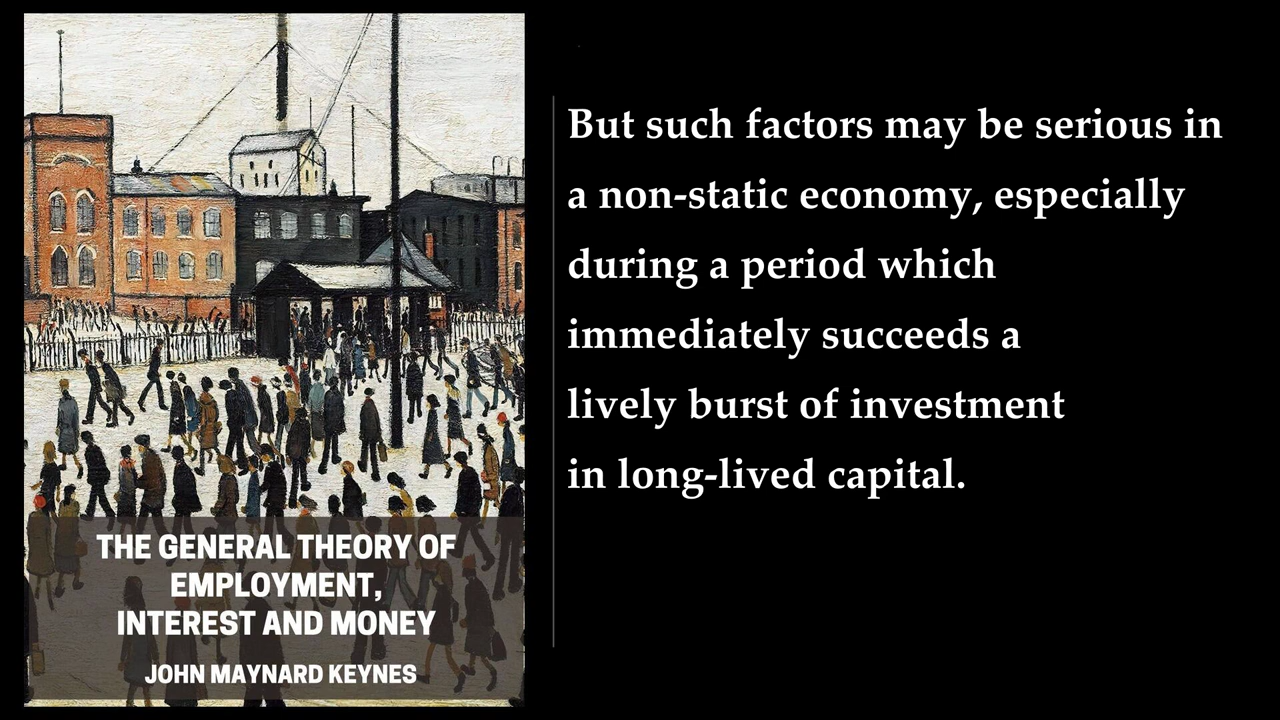 THE GENERAL THEORY OF
EMPLOYMENT,
INTEREST AND MONEY
JOHN MAYNARD KEYNES
But such factors may be serious in
a non-static economy, especially
during a period which
immediately succeeds a
lively burst of investment
in long-lived capital.